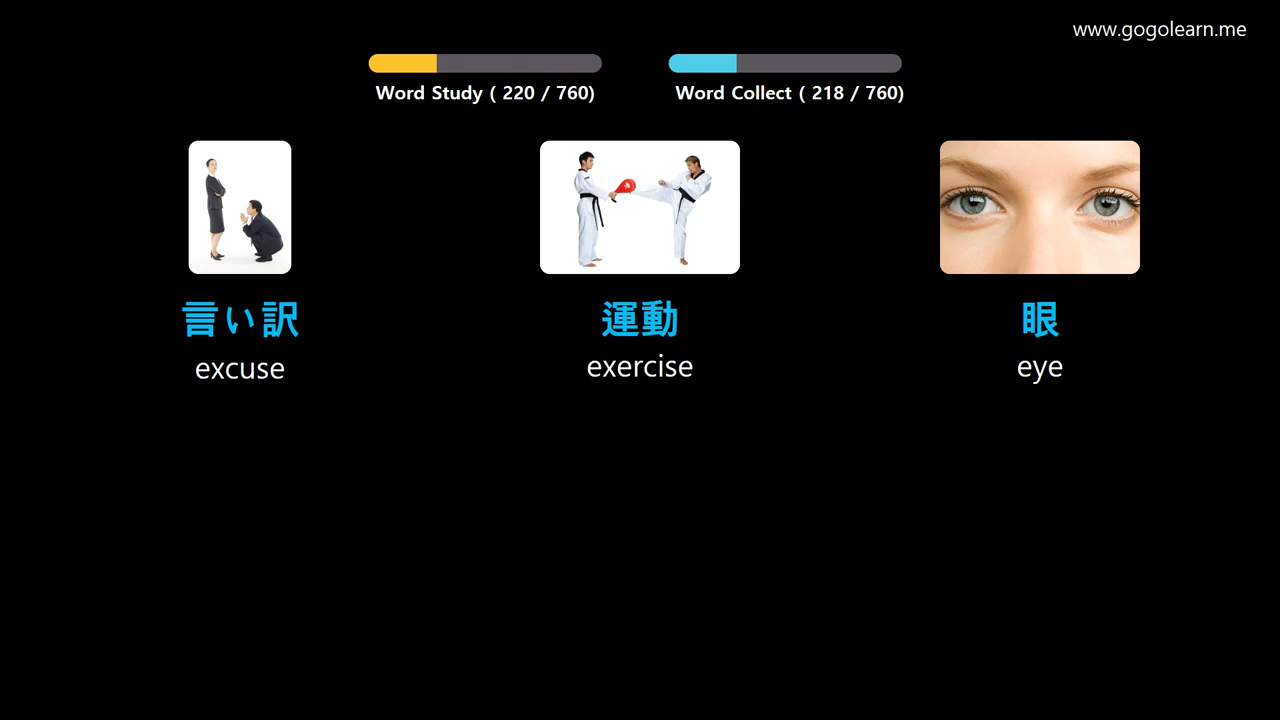 www.gogolearn.me
Word Study ( 220 / 760)
Word Collect ( 218 / 760)
言い訳
excuse
運動
exercise
眼
eye